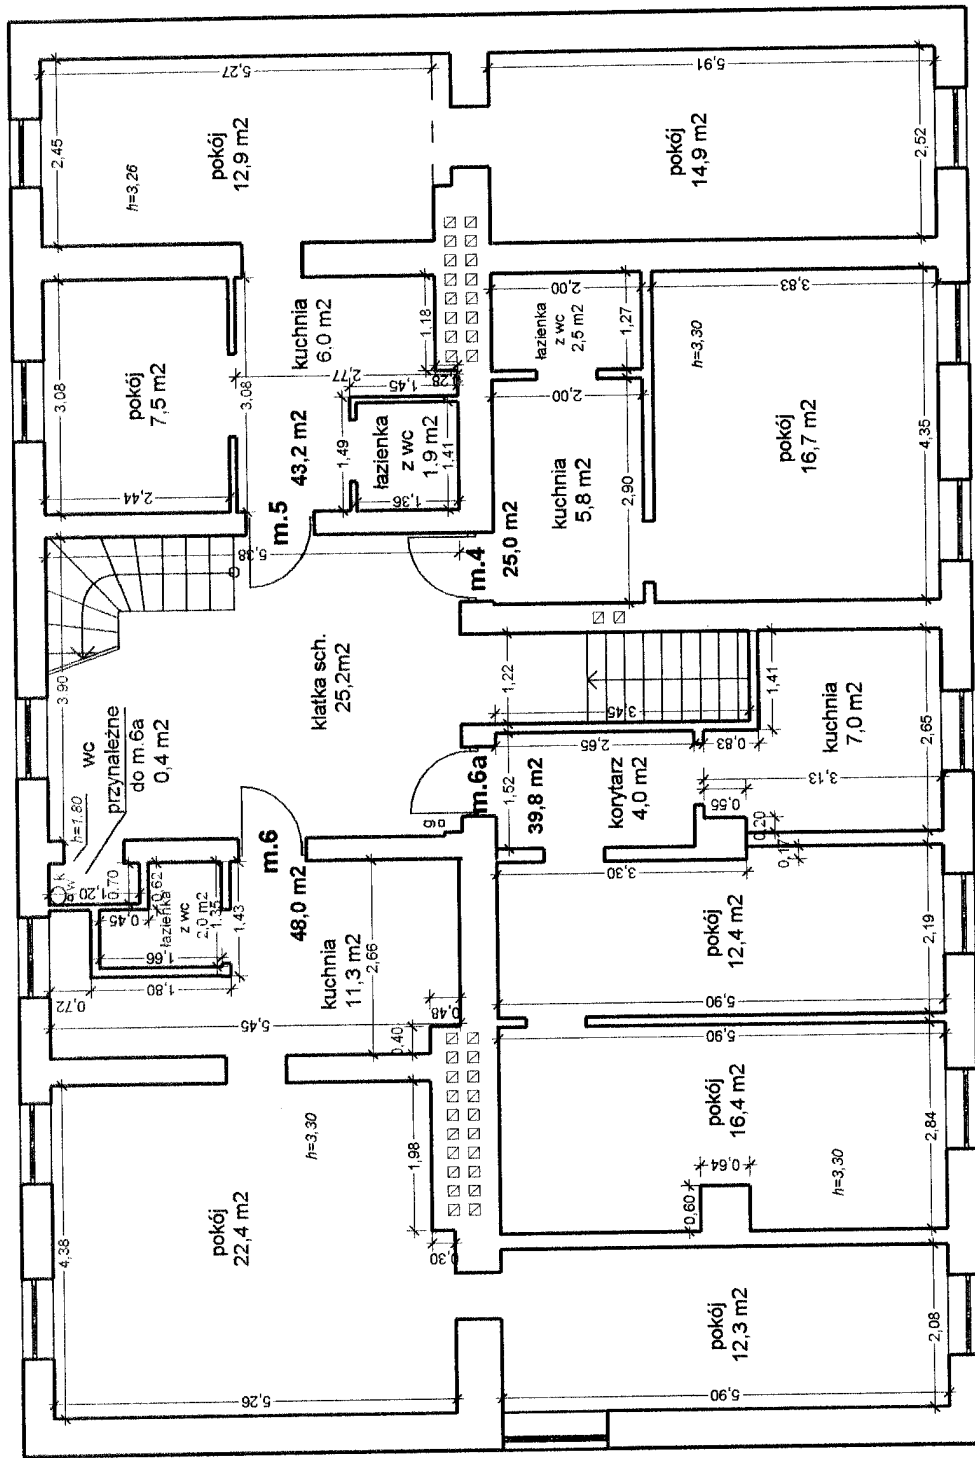 5,27
2,45
h=3,26
pokój
12,9 m2
5,91
pokój
14,9 m2
2,52
3,08
pokój
7,5 m2
2,44
kuchnia
6.0 m2
1,18
2,77
3,08
1,45
,28
43,2 m2
1,49
łazienka
z wc
1.9 m2
1,41
1,36
m.5
5,38
2,00
łazienka
z wc
2,5 m2
1,27
3,83
h=3,30
2,00
kuchnia
5,8 m2
2,90
pokój
16,7 m2
4,35
m.4
25,0 m2
3 90
klatka sch.
25,2m2
wc
przynależne
do m.6a
0,4 m2
h=1.80
1,22
3,45
1,41
kuchnia
7,0 m2
2,65
m.6a
39,8 m2
1,52
2,65
0,83
korytarz
4,0 m2
3,13
0,55
0,20
0,17
3,30
m.6
48,0 m2
k
w
1,20
0,70
0,62
0,45
łazienka
z wc
2,0 m2
1,35
1,43
1,66
1,80
0,72
kuchnia
11,3 m2
2,66
0,48
5,45
0,40
pokój
12,4 m2
2,19
5,90
5,90
pokój
16,4 m2
2,84
h=3,30
0,64
0,60
4,38
pokój
22,4 m2
h=3,30
1,98
0,30
5,26
pokój
12,3 m2
2,08
5,90